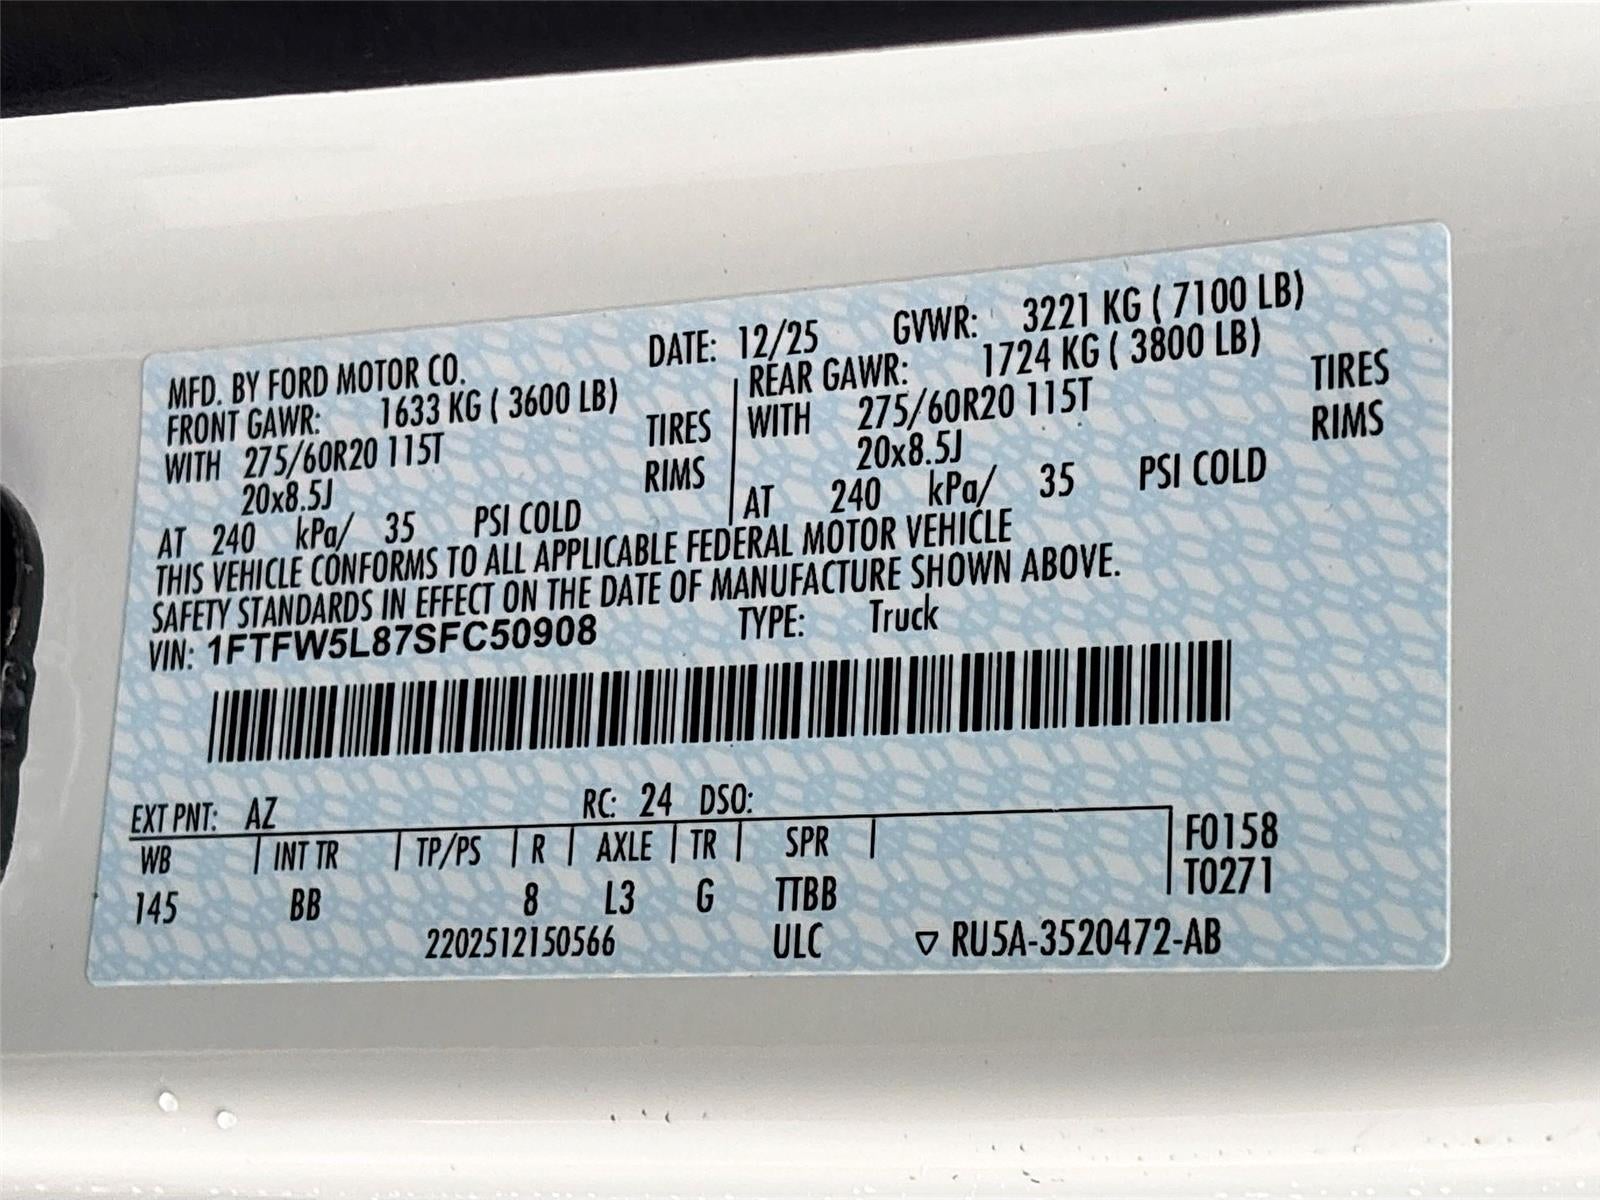 MFD. BY FORD MOTOR CO. DATE: 12/25 GVWR: 3221 KG ( 7100 LB)
FRONT GAWR: 1633 KG ( 3600 LB) REAR GAWR: 1724 KG ( 3800 LB)
WITH 275/60R20 115T TIRES WITH 275/60R20 115T TIRES
20x8.5J RIMS 20x8.5J RIMS
AT 240 kPa/ 35 PSI COLD AT 240 kPa/ 35 PSI COLD
THIS VEHICLE CONFORMS TO ALL APPLICABLE FEDERAL MOTOR VEHICLE
SAFETY STANDARDS IN EFFECT ON THE DATE OF MANUFACTURE SHOWN ABOVE.
VIN: 1FTFW5L87SFC50908 TYPE: Truck
EXT PNT: AZ RC: 24 DSO:
WB INT TR TP/PS R AXLE TR SPR F0158
145 BB 8 L3 G TTBB T0271
2202512150566 ULC ▽ RU5A-3520472-AB